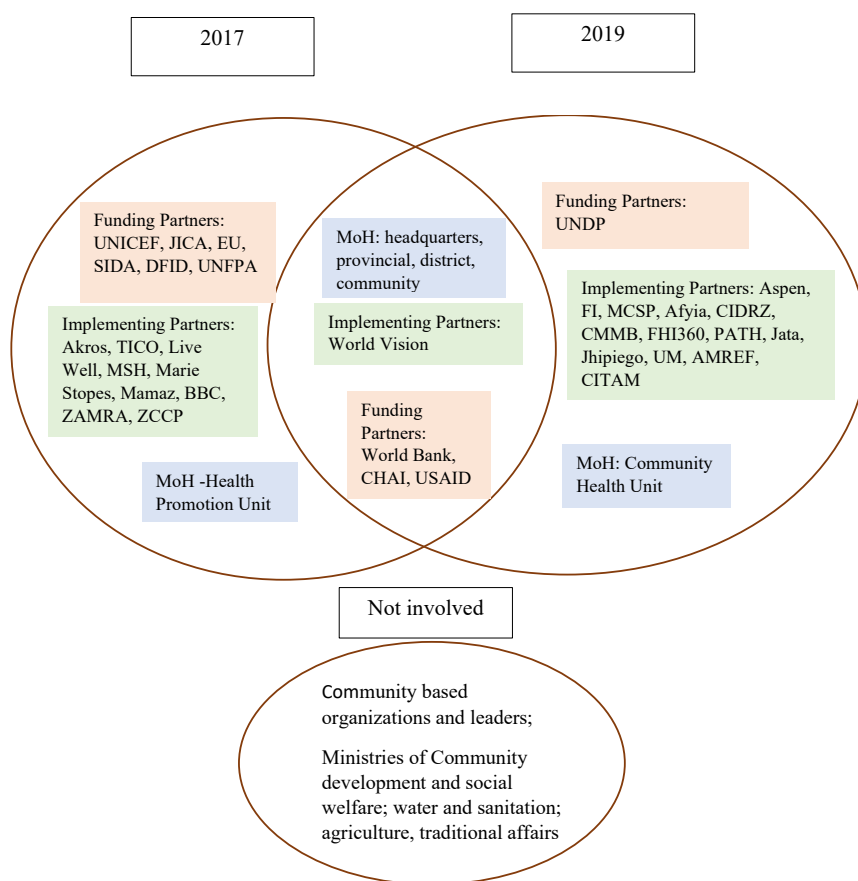 2017
2019
Funding Partners:
UNICEF, JICA, EU,
SIDA, DFID, UNFPA
Implementing Partners:
Akros, TICO, Live
Well, MSH, Marie
Stopes, Mamaz, BBC,
ZAMRA, ZCCP
MoH -Health
Promotion Unit
MoH: headquarters,
provincial, district,
community
Implementing Partners:
World Vision
Funding
Partners:
World Bank,
CHAI, USAID
Funding Partners:
UNDP
Implementing Partners: Aspen,
FI, MCSP, Afyia, CIDRZ,
CMMB, FHI360, PATH, Jata,
Jhipiego, UM, AMREF,
CITAM
MoH: Community
Health Unit
Not involved
Community based
organizations and leaders;
Ministries of Community
development and social
welfare; water and sanitation;
agriculture, traditional affairs